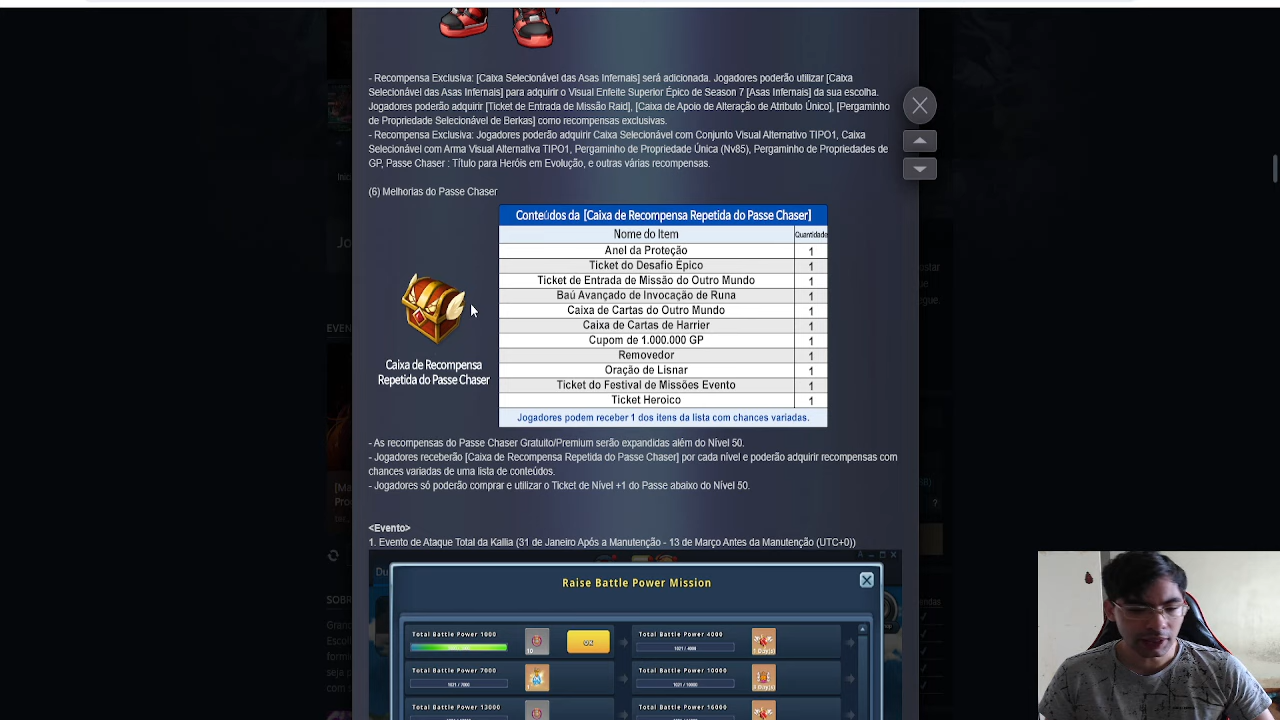 - Recompensa Exclusiva: [Caixa Selecionável das Asas Infernais] será adicionada. Jogadores poderão utilizar [Caixa
Selecionável das Asas Infernais] para adquirir o Visual Enfeite Superior Épico de Season 7 [Asas Infernais] da sua escolha.
Jogadores poderão adquirir [Ticket de Entrada de Missão Raid], [Caixa de Apoio de Alteração de Atributo Único], [Pergaminho
de Propriedade Selecionável de Berkas] como recompensas exclusivas.
- Recompensa Exclusiva: Jogadores poderão adquirir Caixa Selecionável com Conjunto Visual Alternativo TIPO1, Caixa
Selecionável com Arma Visual Alternativa TIPO1, Pergaminho de Propriedade Única (Nv85), Pergaminho de Propriedades de
GP, Passe Chaser : Título para Heróis em Evolução, e outras várias recompensas.
(6) Melhorias do Passe Chaser
Conteúdos da [Caixa de Recompensa Repetida do Passe Chaser]
Nome do Item Quantidade
Anel da Proteção 1
Ticket do Desafio Épico 1
Ticket de Entrada de Missão do Outro Mundo 1
Baú Avançado de Invocação de Runa 1
Caixa de Cartas do Outro Mundo 1
Caixa de Cartas de Harrier 1
Cupom de 1.000.000 GP 1
Removedor 1
Oração de Lisnar 1
Ticket do Festival de Missões Evento 1
Ticket Heroico 1
Jogadores podem receber 1 dos itens da lista com chances variadas.
Caixa de Recompensa
Repetida do Passe Chaser
- As recompensas do Passe Chaser Gratuito/Premium serão expandidas além do Nível 50.
- Jogadores receberão [Caixa de Recompensa Repetida do Passe Chaser] por cada nível e poderão adquirir recompensas com
chances variadas de uma lista de conteúdos.
- Jogadores só poderão comprar e utilizar o Ticket de Nível +1 do Passe abaixo do Nível 50.
<Evento>
1. Evento de Ataque Total da Kallia (31 de Janeiro Após a Manutenção - 13 de Março Antes da Manutenção (UTC+0))
Raise Battle Power Mission
Total Battle Power 1000
10
OK
Total Battle Power 4000
1021 / 4000
1 Day(s)
Total Battle Power 7000
1021 / 7000
1
Total Battle Power 10000
1021 / 10000
Total Battle Power 13000
Total Battle Power 16000
EVEN
SOBR